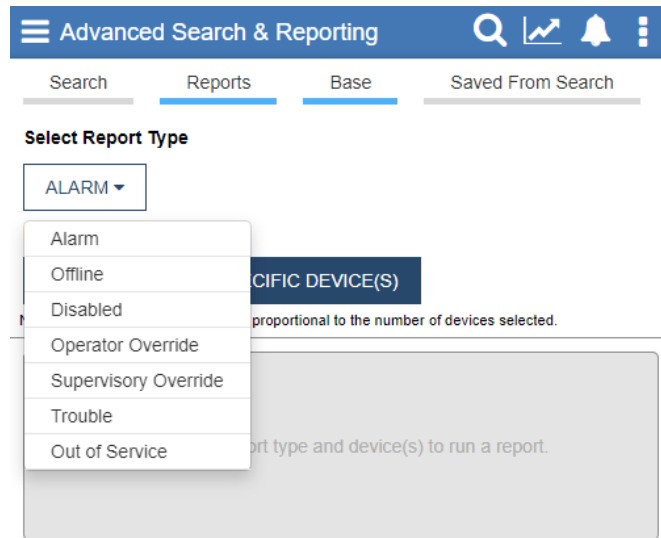 Advanced Search & Reporting
Search Reports Base Saved From Search
Select Report Type
ALARM
Alarm
Offline
CIFIC DEVICE(S)
Disabled
proportional to the number of devices selected.
Operator Override
Supervisory Override
Trouble
Out of Service
ort type and device(s) to run a report.